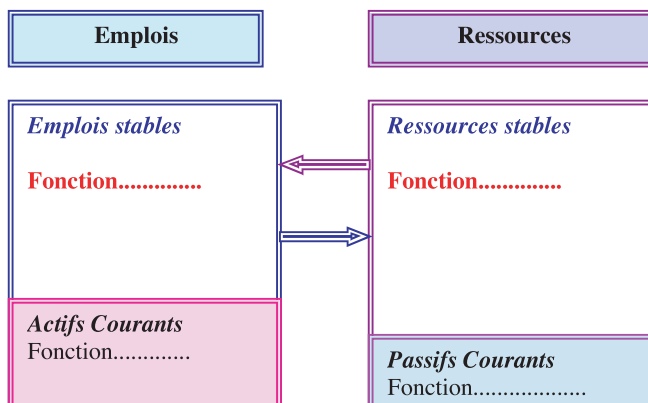 Emplois
Ressources
Emplois stables
Fonction..............
Ressources stables
Fonction..............
Actifs Courants
Fonction.............
Passifs Courants
Fonction...................